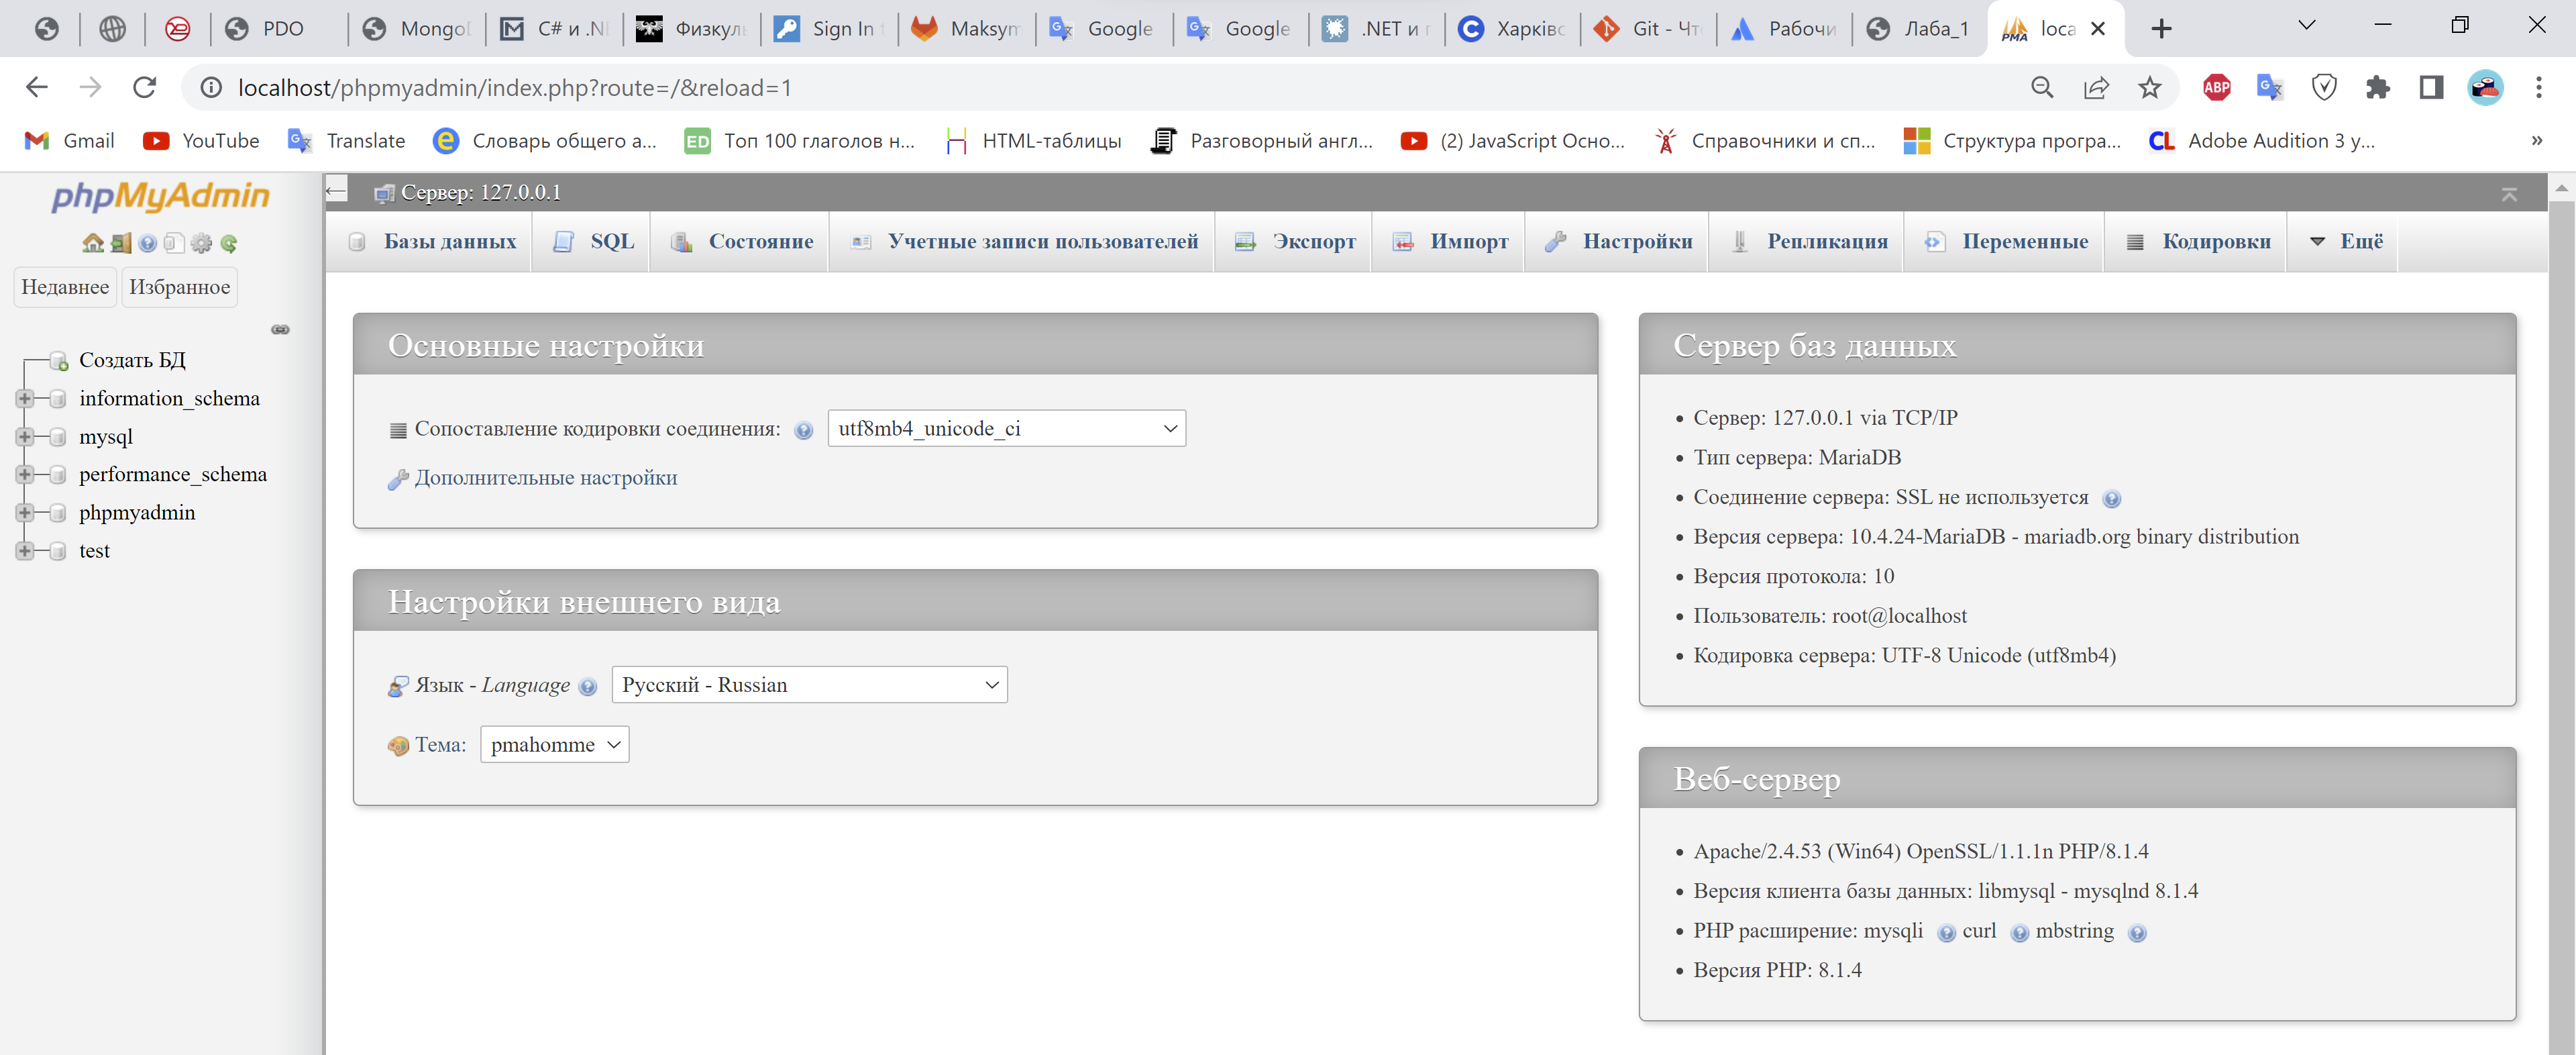 PDO
Mongo
C# и .N
Физкул
Sign In
Maksym
Google
Google
.NET и
Харківс
Git - Чт
Рабочи
Лаба_1
loca
localhost/phpmyadmin/index.php?route=/&reload=1
ABP
Gmail
YouTube
Translate
Словарь общего а...
ED
Топ 100 глаголов н...
HTML-таблицы
Разговорный англ...
(2) JavaScript Осно...
Справочники и сп...
Структура програ...
CL
Adobe Audition 3 у...
phpMyAdmin
Недавнее
Избранное
Создать БД
information_schema
mysql
performance_schema
phpmyadmin
test
Сервер: 127.0.0.1
Базы данных
SQL
Состояние
Учетные записи пользователей
Экспорт
Импорт
Настройки
Репликация
Переменные
Кодировки
Ещё
Основные настройки
Сопоставление кодировки соединения:
utf8mb4_unicode_ci
Дополнительные настройки
Настройки внешнего вида
Язык - Language
Русский - Russian
Тема:
pmahomme
Сервер баз данных
Сервер: 127.0.0.1 via TCP/IP
Тип сервера: MariaDB
Соединение сервера: SSL не используется
Версия сервера: 10.4.24-MariaDB - mariadb.org binary distribution
Версия протокола: 10
Пользователь: root@localhost
Кодировка сервера: UTF-8 Unicode (utf8mb4)
Веб-сервер
Apache/2.4.53 (Win64) OpenSSL/1.1.1n PHP/8.1.4
Версия клиента базы данных: libmysql - mysqlnd 8.1.4
PHP расширение: mysqli curl mbstring
Версия PHP: 8.1.4